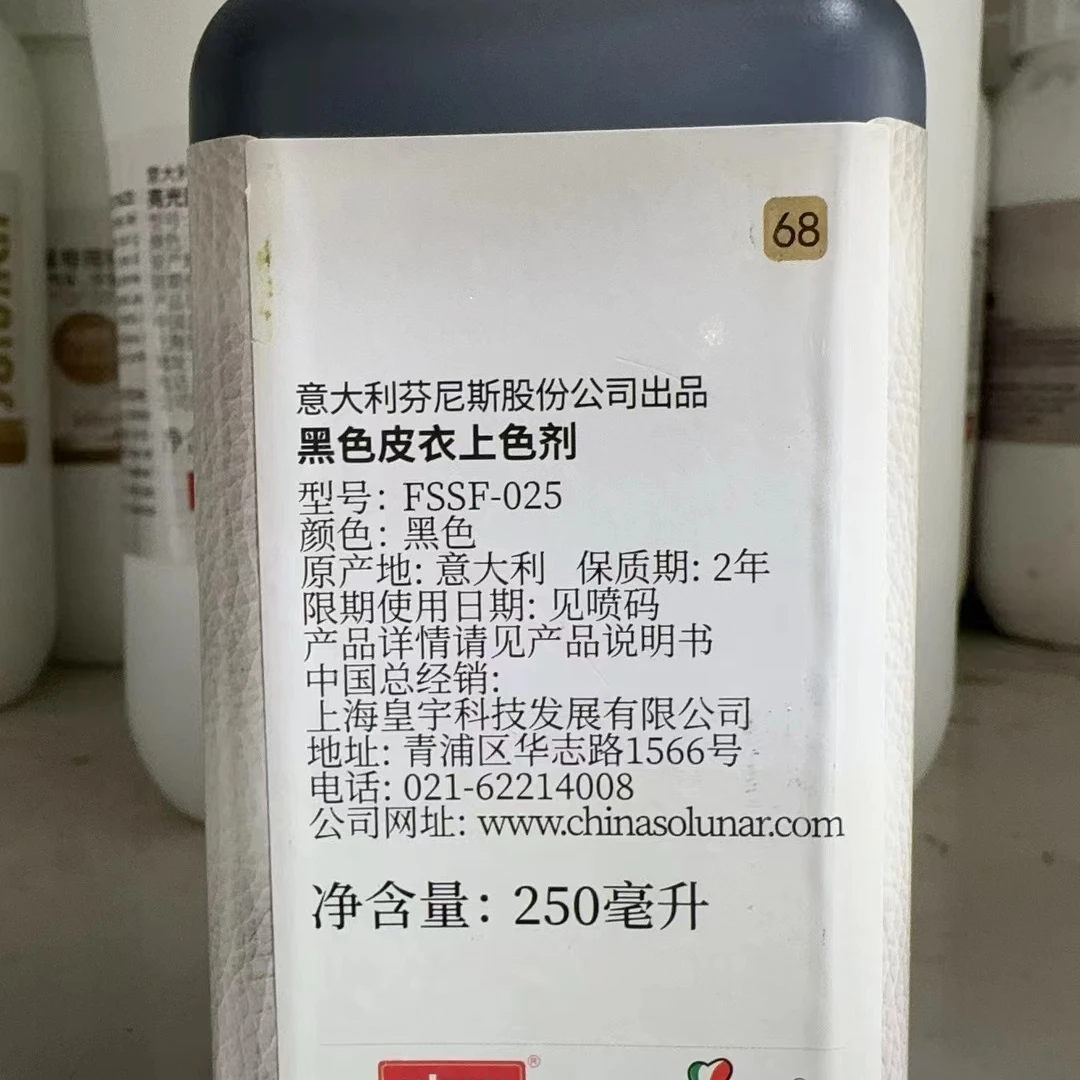 68
意大利芬尼斯股份公司出品
黑色皮衣上色剂
型号：FSSF-025
颜色：黑色
原产地: 意大利 保质期: 2年
限期使用日期: 见喷码
产品详情请见产品说明书
中国总经销:
上海皇宇科技发展有限公司
地址: 青浦区华志路1566号
电话: 021-62214008
公司网址: www.chinasolunar.com
净含量：250毫升
®